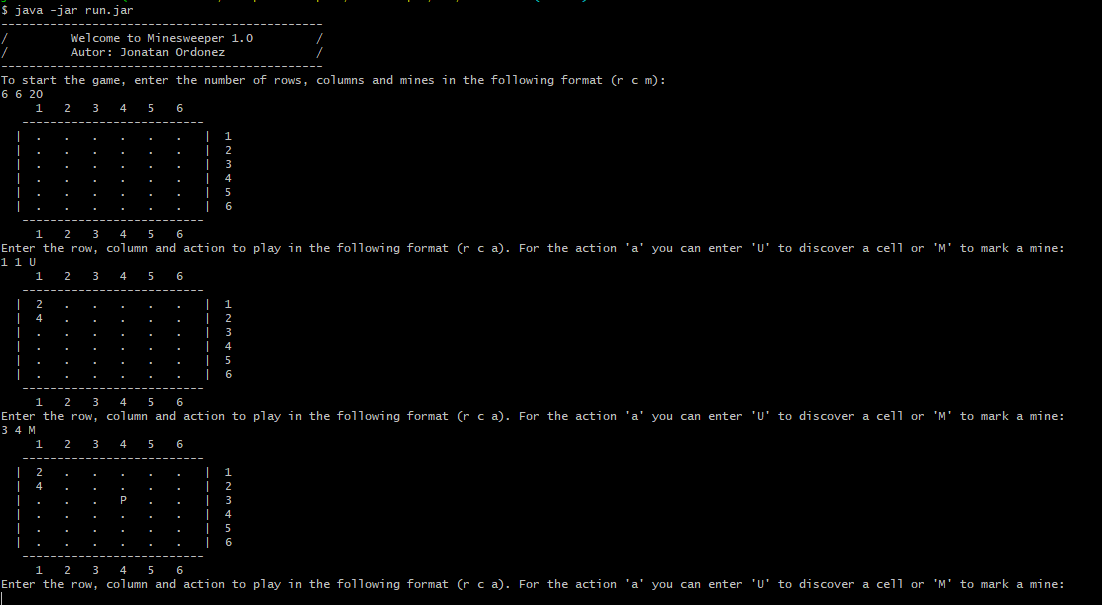 $ java -jar run.jar
----------------------------------------------
/         Welcome to Minesweeper 1.0         /
/         Autor: Jonatan Ordonez             /
----------------------------------------------
To start the game, enter the number of rows, columns and mines in the following format (r c m):
6 6 20
     1   2   3   4   5   6
   --------------------------
  |  .   .   .   .   .   .   |  1
  |  .   .   .   .   .   .   |  2
  |  .   .   .   .   .   .   |  3
  |  .   .   .   .   .   .   |  4
  |  .   .   .   .   .   .   |  5
  |  .   .   .   .   .   .   |  6
   --------------------------
     1   2   3   4   5   6
Enter the row, column and action to play in the following format (r c a). For the action 'a' you can enter 'U' to discover a cell or 'M' to mark a mine:
1 1 U
     1   2   3   4   5   6
   --------------------------
  |  2   .   .   .   .   .   |  1
  |  4   .   .   .   .   .   |  2
  |  .   .   .   .   .   .   |  3
  |  .   .   .   .   .   .   |  4
  |  .   .   .   .   .   .   |  5
  |  .   .   .   .   .   .   |  6
   --------------------------
     1   2   3   4   5   6
Enter the row, column and action to play in the following format (r c a). For the action 'a' you can enter 'U' to discover a cell or 'M' to mark a mine:
3 4 M
     1   2   3   4   5   6
   --------------------------
  |  2   .   .   .   .   .   |  1
  |  4   .   .   .   .   .   |  2
  |  .   .   .   P   .   .   |  3
  |  .   .   .   .   .   .   |  4
  |  .   .   .   .   .   .   |  5
  |  .   .   .   .   .   .   |  6
   --------------------------
     1   2   3   4   5   6
Enter the row, column and action to play in the following format (r c a). For the action 'a' you can enter 'U' to discover a cell or 'M' to mark a mine: